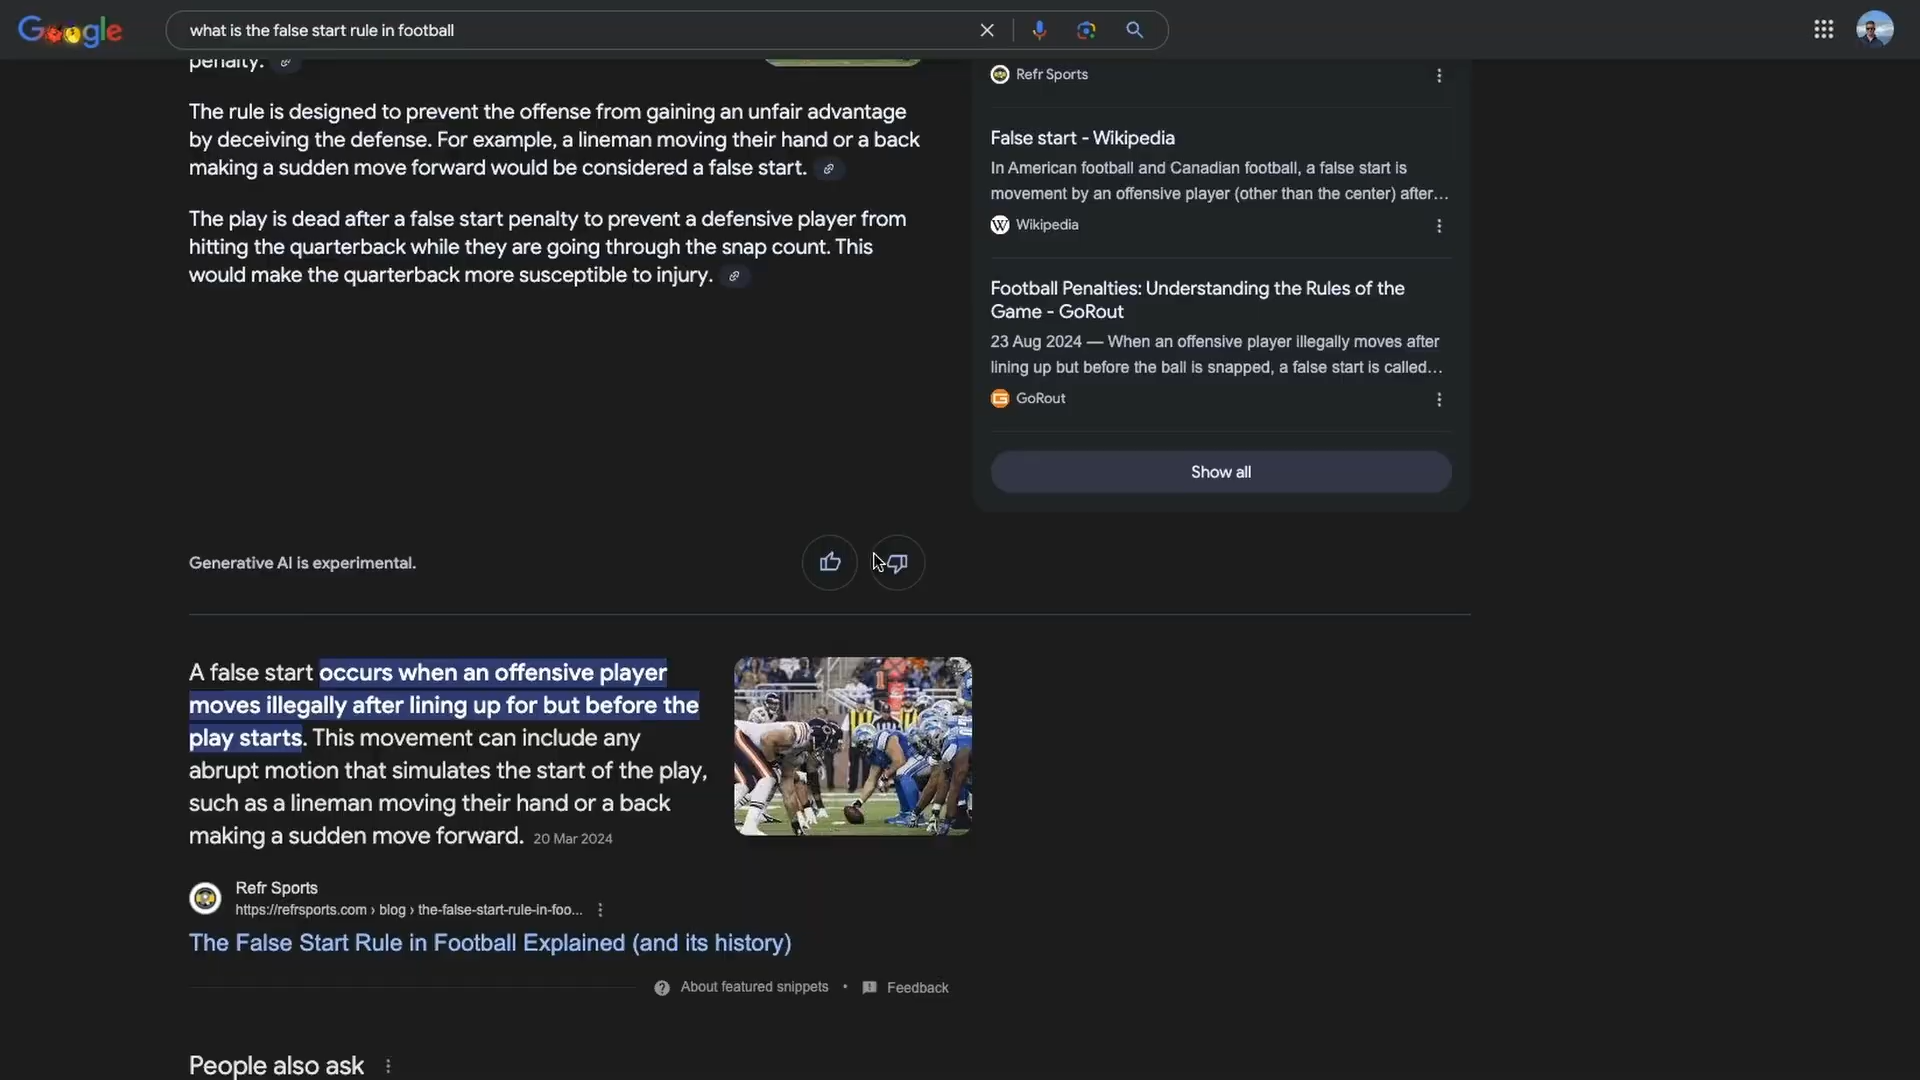 Google
what is the false start rule in football
penalty.
The rule is designed to prevent the offense from gaining an unfair advantage
by deceiving the defense. For example, a lineman moving their hand or a back
making a sudden move forward would be considered a false start.
The play is dead after a false start penalty to prevent a defensive player from
hitting the quarterback while they are going through the snap count. This
would make the quarterback more susceptible to injury.
Refr Sports
False start - Wikipedia
In American football and Canadian football, a false start is
movement by an offensive player (other than the center) after...
Wikipedia
Football Penalties: Understanding the Rules of the
Game - GoRout
23 Aug 2024 — When an offensive player illegally moves after
lining up but before the ball is snapped, a false start is called...
GoRout
Show all
Generative AI is experimental.
A false start occurs when an offensive player
moves illegally after lining up for but before the
play starts. This movement can include any
abrupt motion that simulates the start of the play,
such as a lineman moving their hand or a back
making a sudden move forward. 20 Mar 2024
Refr Sports
https://refrsports.com › blog › the-false-start-rule-in-foo...
The False Start Rule in Football Explained (and its history)
About featured snippets • Feedback
People also ask